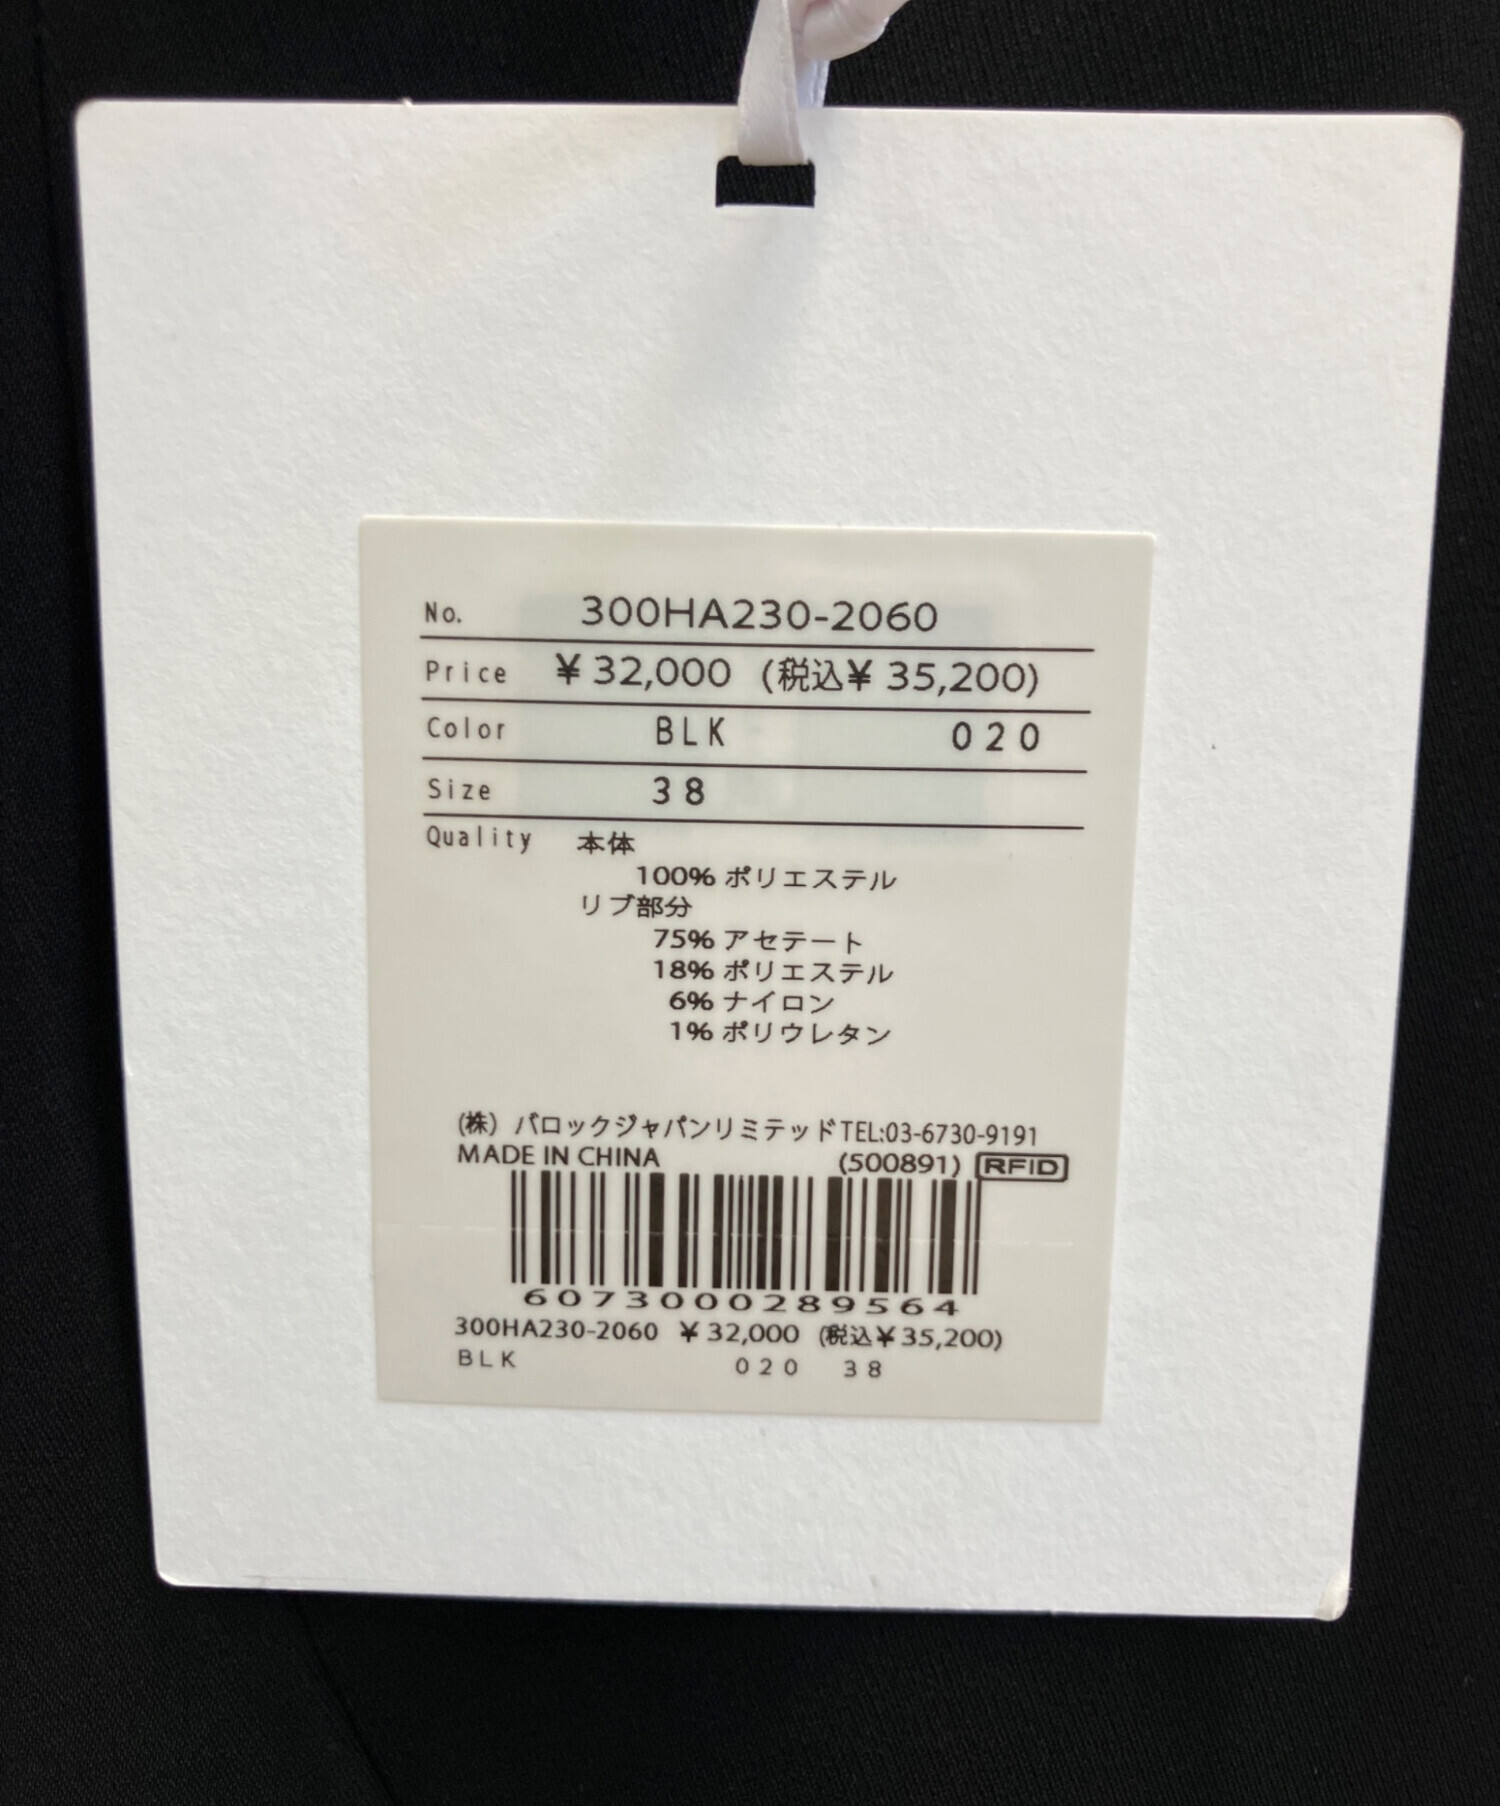 No. 300HA230-2060
Price ¥32,000 (税込¥ 35,200)
Color BLK 020
Size 38
Quality 本体
100% ポリエステル
リブ部分
75% アセテート
18% ポリエステル
6% ナイロン
1% ポリウレタン
(株) バロックジャパンリミテッドTEL:03-6730-9191
MADE IN CHINA (500891) RFID
6073000289564
300HA230-2060 ¥32,000 (税込¥35,200)
BLK 020 38